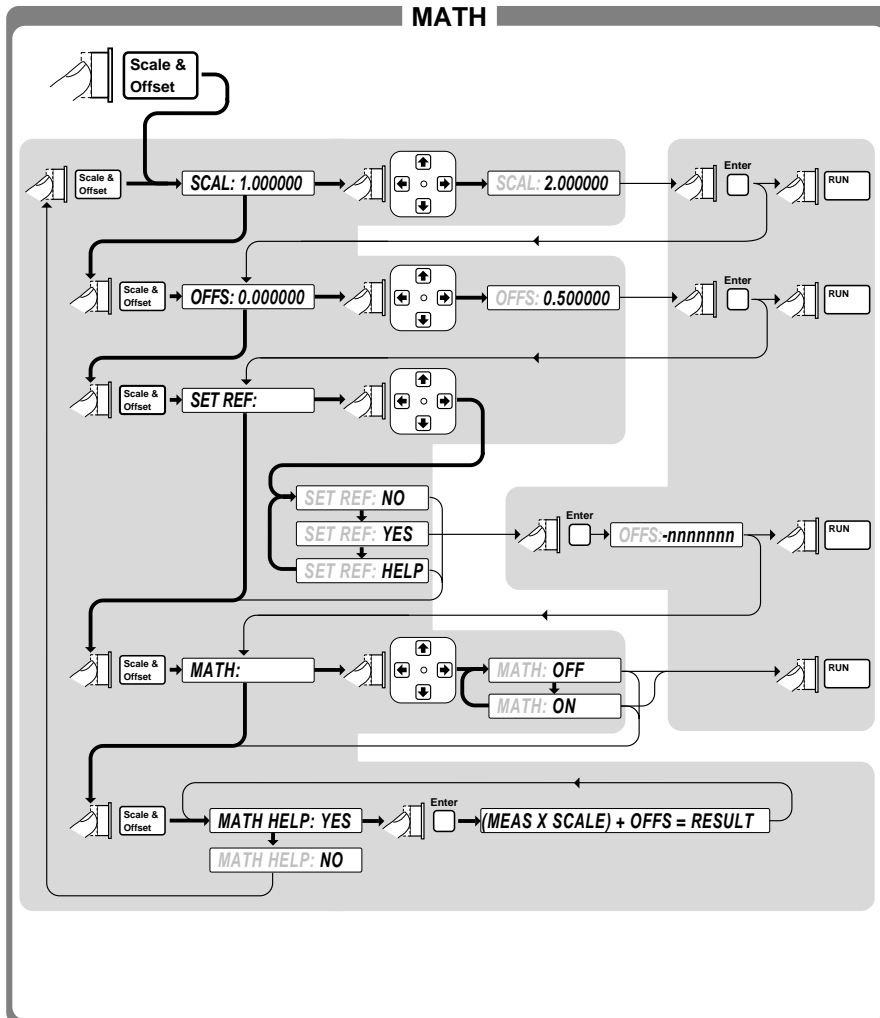 MATH
Scale &
Offset
Scale &
Offset
SCAL: 1.000000
SCAL: 2.000000
Enter
RUN
Scale &
Offset
OFFS: 0.000000
OFFS: 0.500000
Enter
RUN
Scale &
Offset
SET REF:
SET REF: NO
SET REF: YES
SET REF: HELP
Enter
OFFS:-nnnnnnn
RUN
Scale &
Offset
MATH:
MATH: OFF
MATH: ON
RUN
Scale &
Offset
MATH HELP: YES
Enter
(MEAS X SCALE) + OFFS = RESULT
MATH HELP: NO